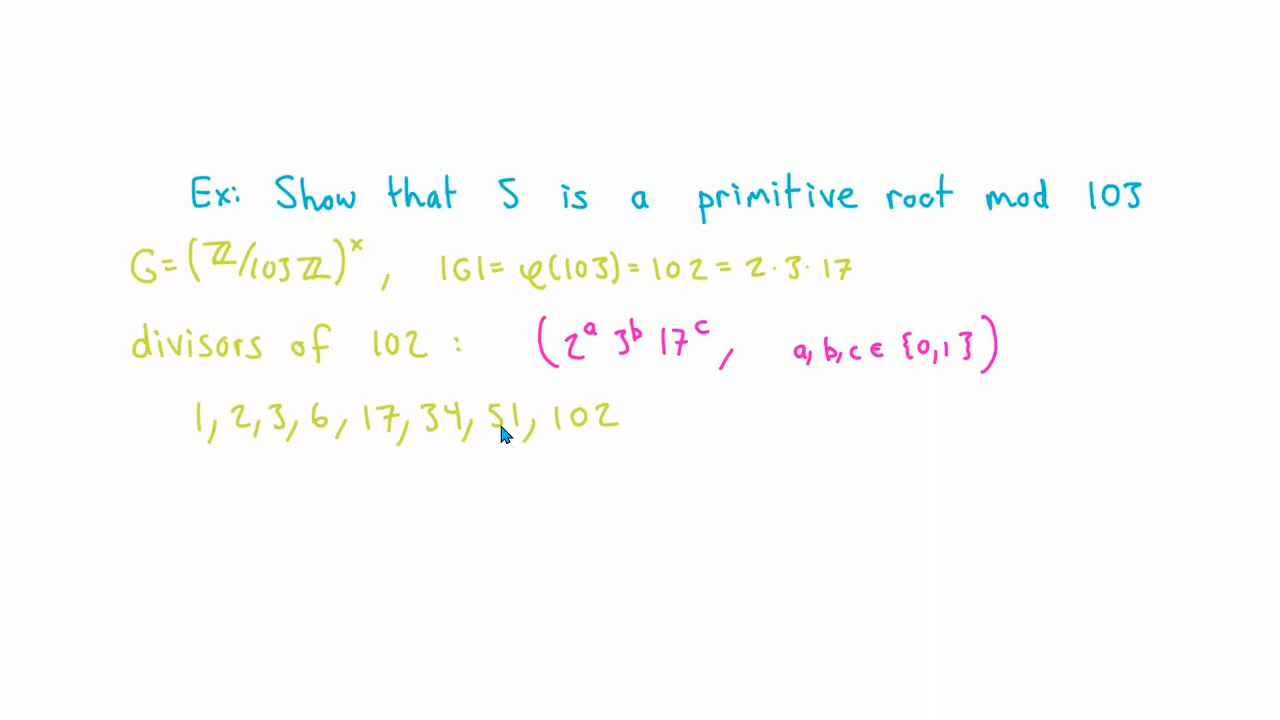 Ex: Show that 5 is a primitive root mod 103
G = (ℤ/103ℤ)^x , |G| = φ(103) = 102 = 2·3·17
divisors of 102 : (2^a 3^b 17^c, a, b, c ∈ {0,1})
1, 2, 3, 6, 17, 34, 51, 102